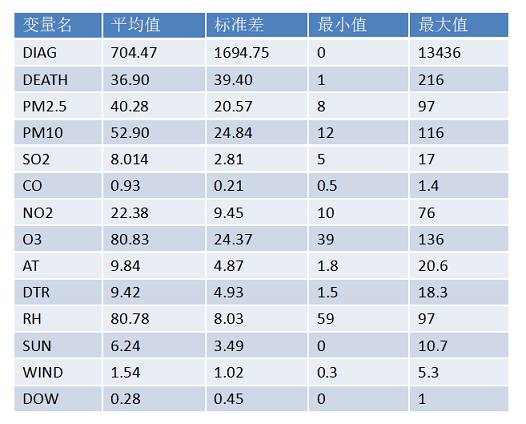 变量名 平均值 标准差 最小值 最大值
DIAG 704.47 1694.75 0 13436
DEATH 36.90 39.40 1 216
PM2.5 40.28 20.57 8 97
PM10 52.90 24.84 12 116
SO2 8.014 2.81 5 17
CO 0.93 0.21 0.5 1.4
NO2 22.38 9.45 10 76
O3 80.83 24.37 39 136
AT 9.84 4.87 1.8 20.6
DTR 9.42 4.93 1.5 18.3
RH 80.78 8.03 59 97
SUN 6.24 3.49 0 10.7
WIND 1.54 1.02 0.3 5.3
DOW 0.28 0.45 0 1